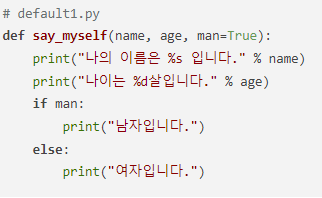 # default1.py
def say_myself(name, age, man=True):
    print("나의 이름은 %s 입니다." % name)
    print("나이는 %d살입니다." % age)
    if man:
        print("남자입니다.")
    else:
        print("여자입니다.")